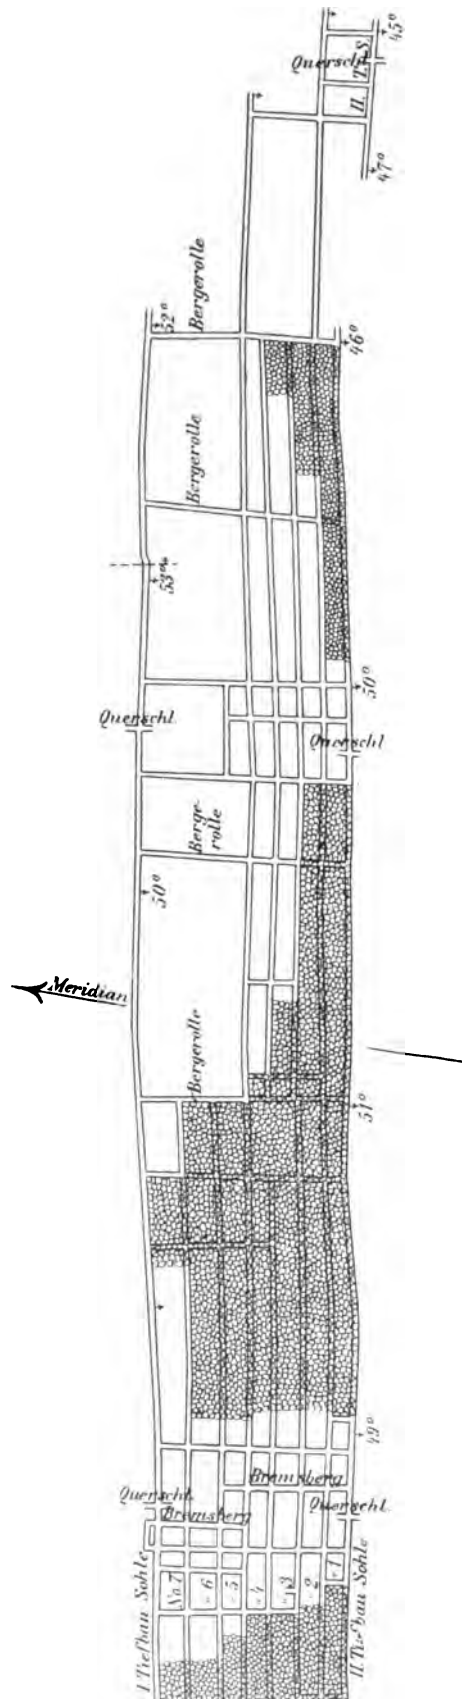 45°
Querschl.
II. T.-S.
47°
Bergerolle
52°
46°
Bergerolle
53°
50°
Querschl.
Querschl.
Berge-
rolle
50°
Meridian
Bergerolle
51°
49°
Bremsberg
Querschl.
Bremsberg
Querschl.
I. Tiefbau Sohle
No. 7
" 6
" 5
" 4
" 3
" 2
" 1
II. Tiefbau Sohle